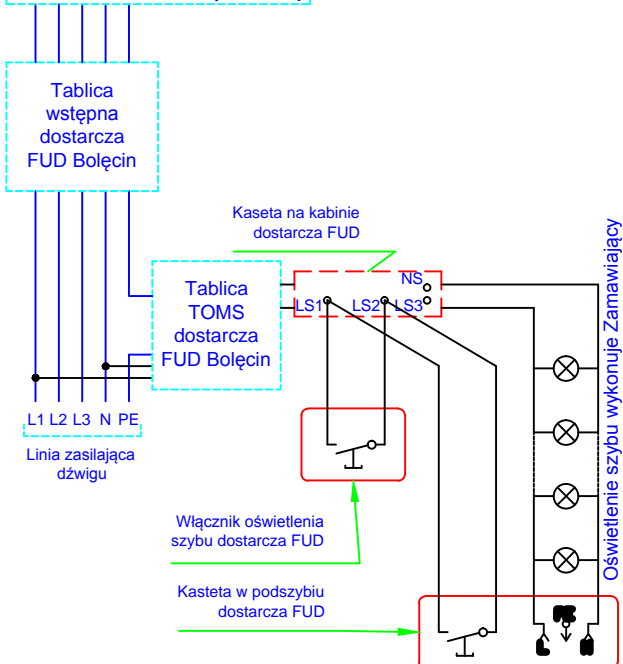 Tablica
wstępna
dostarcza
FUD Bolęcin
Kaseta na kabinie
dostarcza FUD
Tablica
TOMS
dostarcza
FUD Bolęcin
NS
LS1 LS2 LS3
L1 L2 L3 N PE
Linia zasilająca
dźwigu
Włącznik oświetlenia
szybu dostarcza FUD
Kasteta w podszybiu
dostarcza FUD
Oświetlenie szybu wykonuje Zamawiający
PE
L N